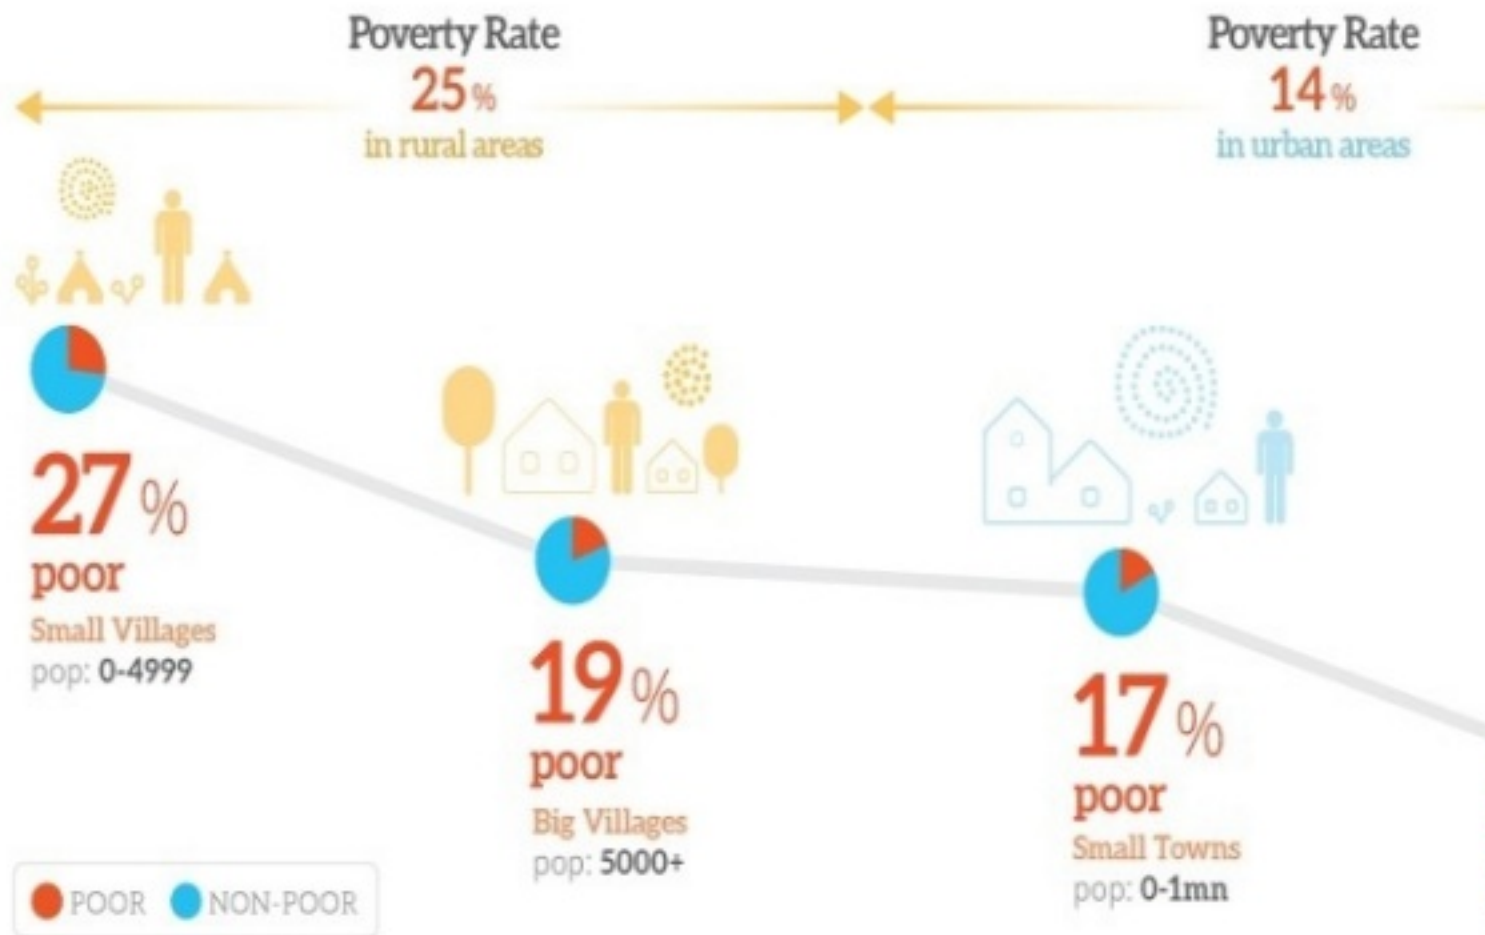 Poverty Rate
25%
in rural areas
Poverty Rate
14%
in urban areas
27%
poor
Small Villages
pop: 0-4999
19%
poor
Big Villages
pop: 5000+
17%
poor
Small Towns
pop: 0-1mn
POOR NON-POOR